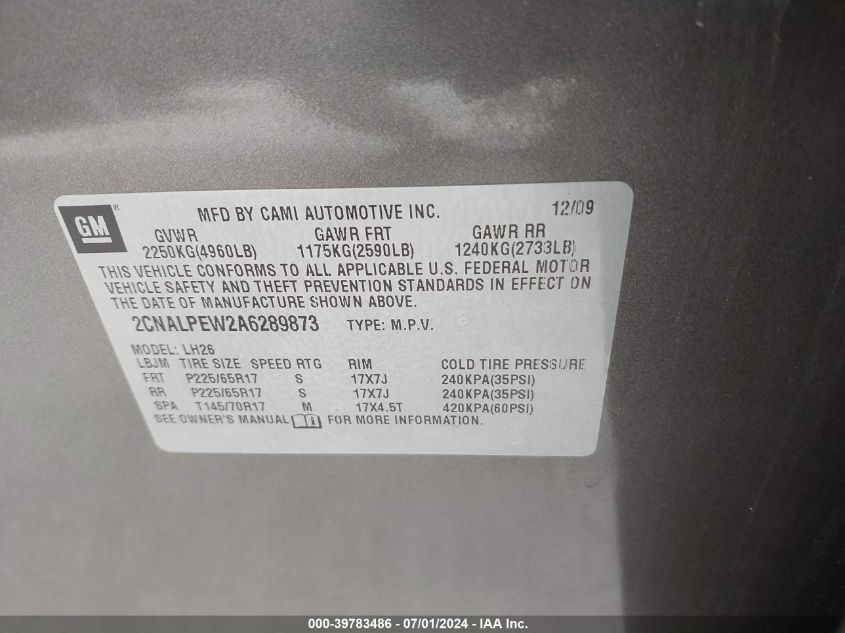 GM ®
MFD BY CAMI AUTOMOTIVE INC. 12/09
GVWR GAWR FRT GAWR RR
2250KG(4960LB) 1175KG(2590LB) 1240KG(2733LB)
THIS VEHICLE CONFORMS TO ALL APPLICABLE U.S. FEDERAL MOTOR
VEHICLE SAFETY AND THEFT PREVENTION STANDARDS IN EFFECT ON
THE DATE OF MANUFACTURE SHOWN ABOVE.
2CNALPEW2A6289873 TYPE: M.P.V.
MODEL: LH26
LBJM TIRE SIZE SPEED RTG RIM COLD TIRE PRESSURE
FRT P225/65R17 S 17X7J 240KPA(35PSI)
RR P225/65R17 S 17X7J 240KPA(35PSI)
SPA T145/70R17 M 17X4.5T 420KPA(60PSI)
SEE OWNER'S MANUAL i FOR MORE INFORMATION.
000-39783486 - 07/01/2024 - IAA Inc.